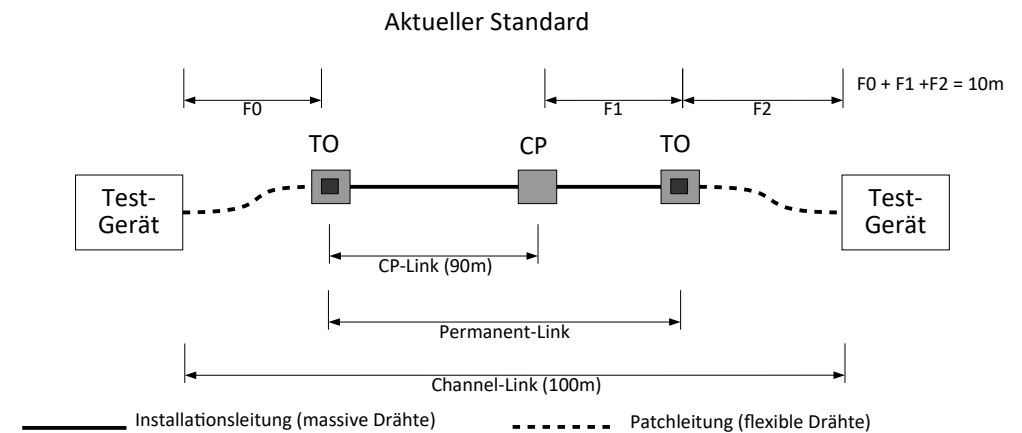 Aktueller Standard
F0 + F1 +F2 = 10m
F0
F1
F2
TO
CP
TO
Test-
Gerät
Test-
Gerät
CP-Link (90m)
Permanent-Link
Channel-Link (100m)
Installationsleitung (massive Drähte)
Patchleitung (flexible Drähte)